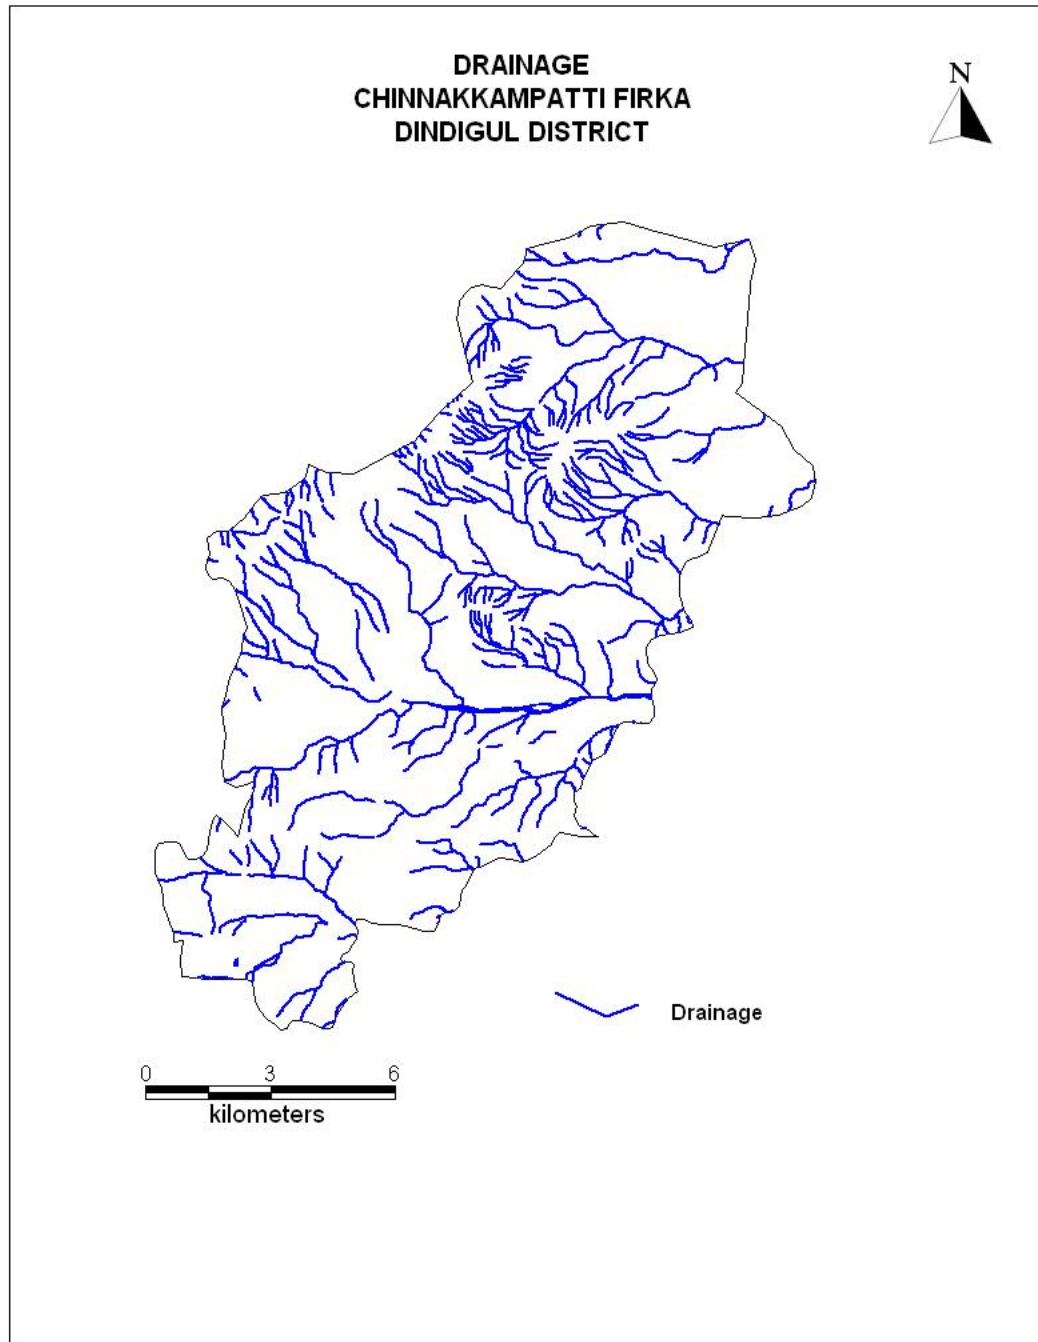 DRAINAGE
CHINNAKKAMPATTI FIRKA
DINDIGUL DISTRICT
N
Drainage
0 3 6
kilometers